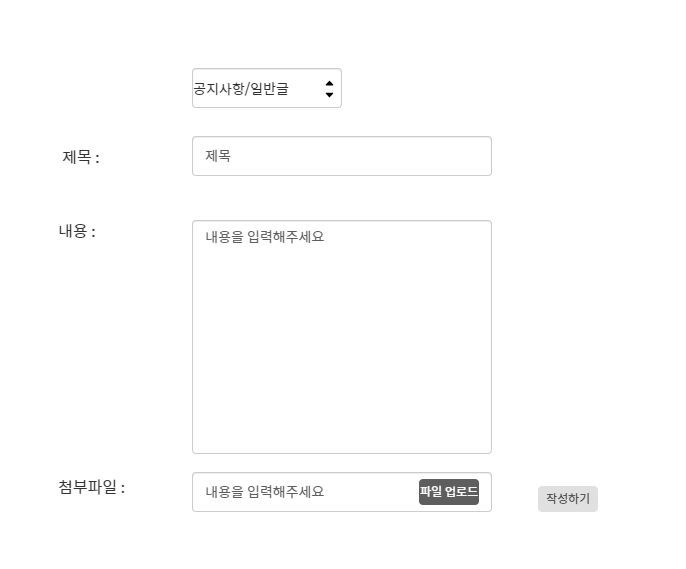 공지사항/일반글
제목 :
제목
내용 :
내용을 입력해주세요
첨부파일 :
내용을 입력해주세요
파일 업로드
작성하기